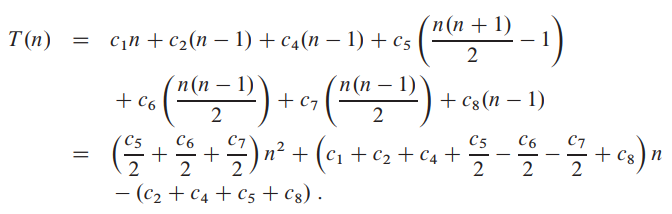 T(n) = c₁n + c₂(n − 1) + c₄(n − 1) + c₅ (n(n + 1)/2 − 1)
+ c₆ (n(n − 1)/2) + c₇ (n(n − 1)/2) + c₈(n − 1)
= (c₅/2 + c₆/2 + c₇/2) n² + (c₁ + c₂ + c₄ + c₅/2 − c₆/2 − c₇/2 + c₈) n
− (c₂ + c₄ + c₅ + c₈) .